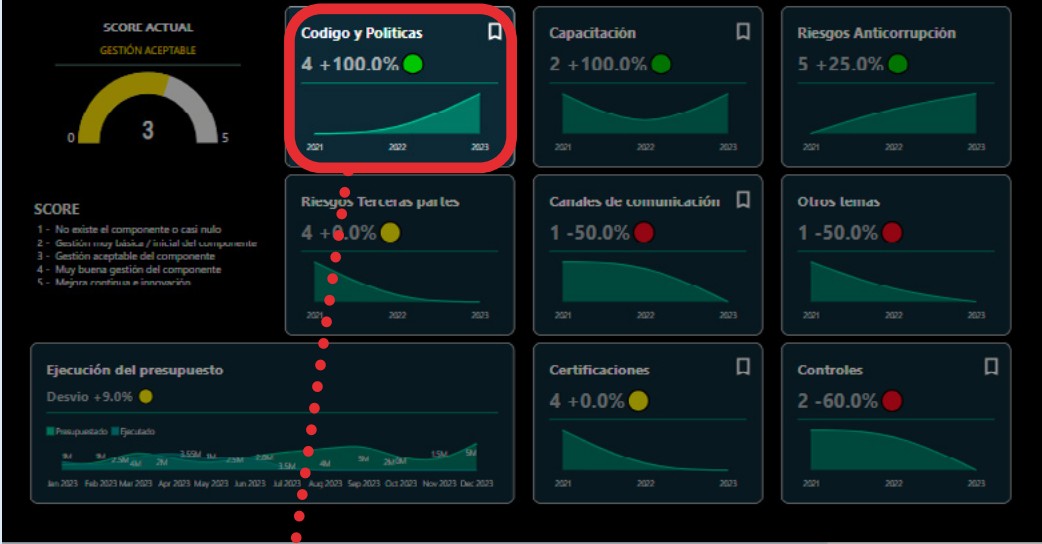 SCORE ACTUAL
GESTIÓN ACEPTABLE
0
3
5
SCORE
1 - No existe el componente o casi nulo
2 - Gestión muy básica / inicial del componente
3 - Gestión aceptable del componente
4 - Muy buena gestión del componente
5 - Mejora continua e innovación
Codigo y Politicas
4 +100.0%
2021 2022 2023
Capacitación
2 +100.0%
2021 2022 2023
Riesgos Anticorrupción
5 +25.0%
2021 2022 2023
Riesgos Terceras partes
4 +0.0%
2021 2022 2023
Canales de comunicación
1 -50.0%
2021 2022 2023
Otros temas
1 -50.0%
2021 2022 2023
Ejecución del presupuesto
Desvio +9.0%
Presupuestado Ejecutado
2M 3.55M 3.5M 4M 5M 1.5M 5M
Jan 2023 Feb 2023 Mar 2023 Apr 2023 May 2023 Jun 2023 Jul 2023 Aug 2023 Sep 2023 Oct 2023 Nov 2023 Dec 2023
Certificaciones
4 +0.0%
2021 2022 2023
Controles
2 -60.0%
2021 2022 2023